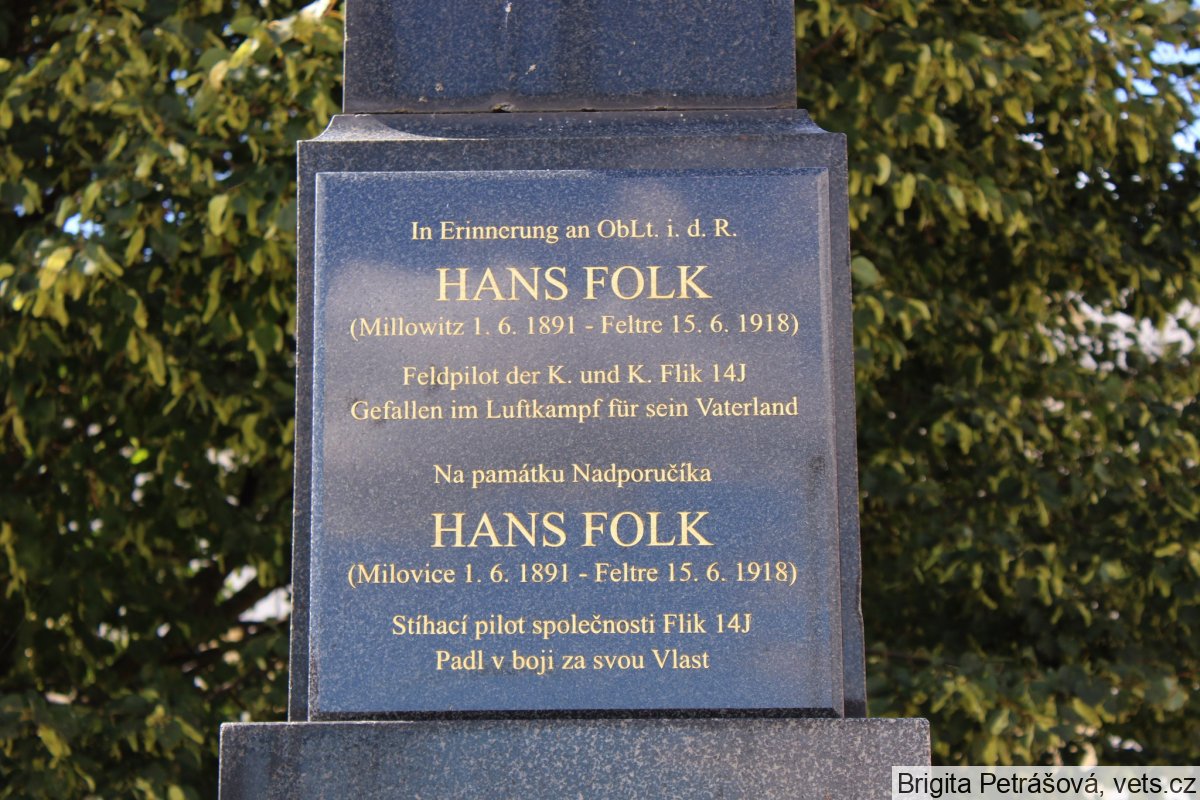 In Erinnerung an ObLt. i. d. R.
HANS FOLK
(Millowitz 1. 6. 1891 - Feltre 15. 6. 1918)
Feldpilot der K. und K. Flik 14J
Gefallen im Luftkampf für sein Vaterland
Na památku Nadporučíka
HANS FOLK
(Milovice 1. 6. 1891 - Feltre 15. 6. 1918)
Stíhací pilot společnosti Flik 14J
Padl v boji za svou Vlast
Brigita Petrášová, vets.cz